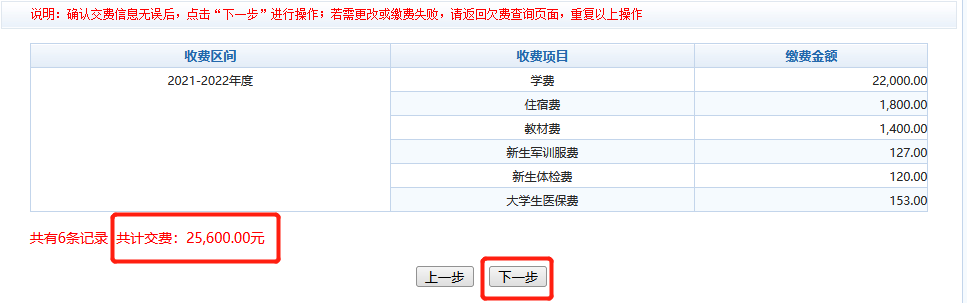 说明：确认交费信息无误后，点击“下一步”进行操作；若需更改或缴费失败，请返回欠费查询页面，重复以上操作
收费区间 收费项目 缴费金额
2021-2022年度 学费 22,000.00
住宿费 1,800.00
教材费 1,400.00
新生军训服费 127.00
新生体检费 120.00
大学生医保费 153.00
共有6条记录 共计交费：25,600.00元
上一步 下一步